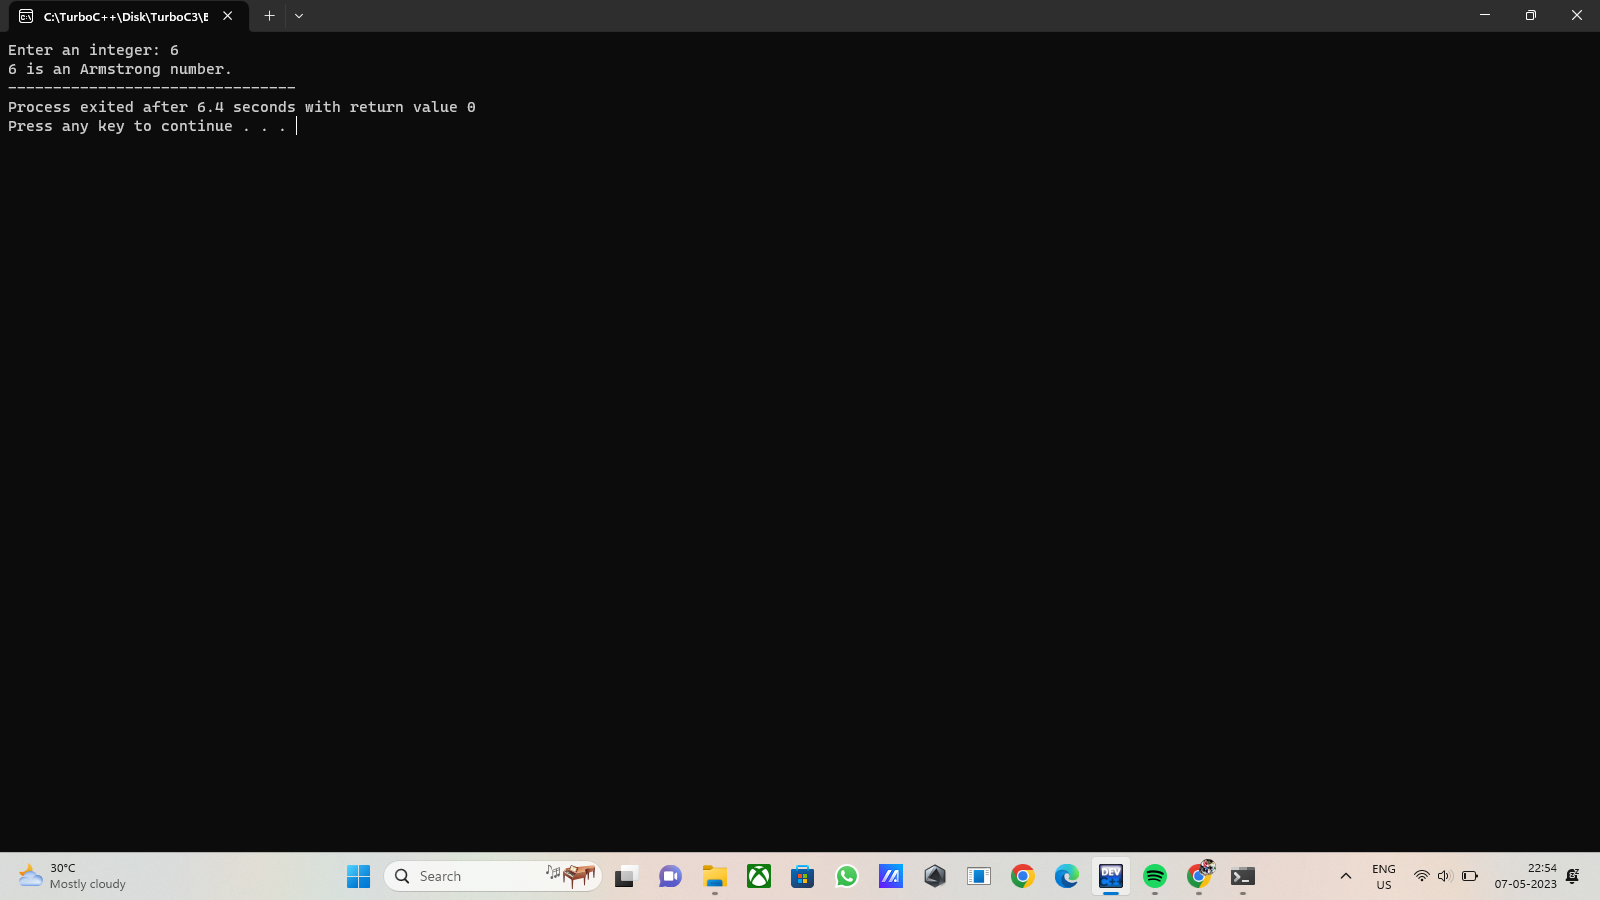 C:\TurboC++\Disk\TurboC3\E
Enter an integer: 6
6 is an Armstrong number.
--------------------------------
Process exited after 6.4 seconds with return value 0
Press any key to continue . . .
30°C
Mostly cloudy
Search
DEV
ENG
US
22:54
07-05-2023